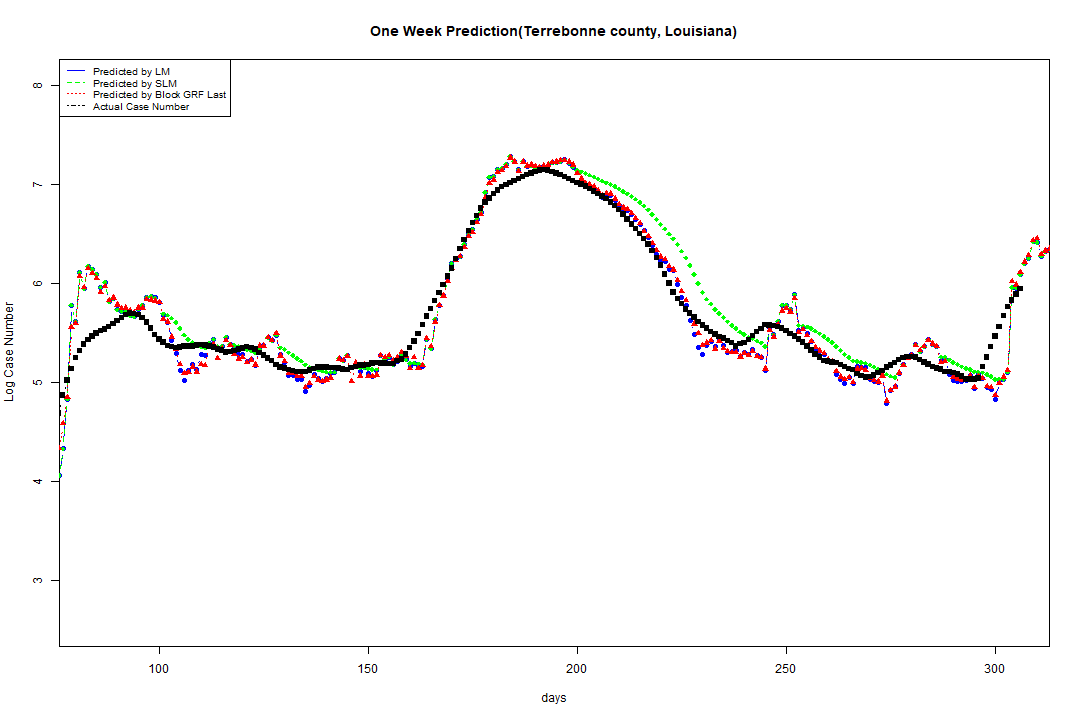 One Week Prediction(Terrebonne county, Louisiana)
Predicted by LM
Predicted by SLM
Predicted by Block GRF Last
Actual Case Number
Log Case Number
8
7
6
5
4
3
100 150 200 250 300
days